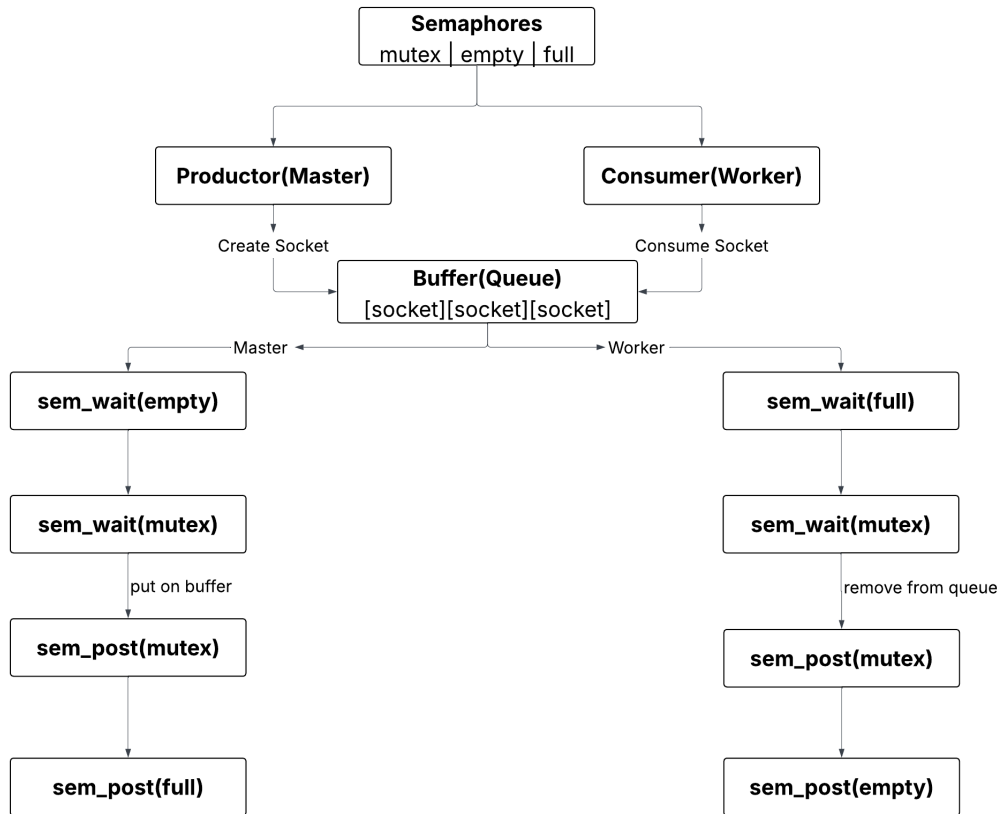 Semaphores
mutex | empty | full
Productor(Master)
Consumer(Worker)
Create Socket
Consume Socket
Buffer(Queue)
[socket][socket][socket]
Master
Worker
sem_wait(empty)
sem_wait(full)
sem_wait(mutex)
sem_wait(mutex)
put on buffer
remove from queue
sem_post(mutex)
sem_post(mutex)
sem_post(full)
sem_post(empty)